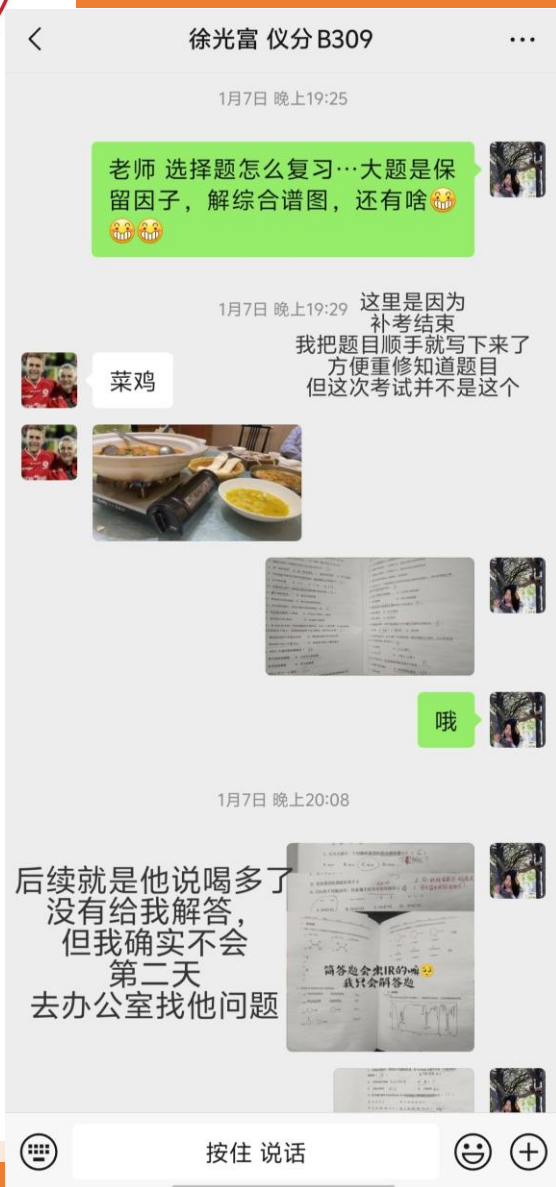 徐光富 仪分B309
1月7日 晚上19:25
老师 选择题怎么复习…大题是保
留因子，解综合谱图，还有啥
1月7日 晚上19:29
这里是因为
补考结束
我把题目顺手就写下来了
方便重修知道题目
但这次考试并不是这个
菜鸡
哦
1月7日 晚上20:08
后续就是他说喝多了
没有给我解答，
但我确实不会
第二天
去办公室找他问题
简答题会出IR的嘛
我只会解答题
按住 说话